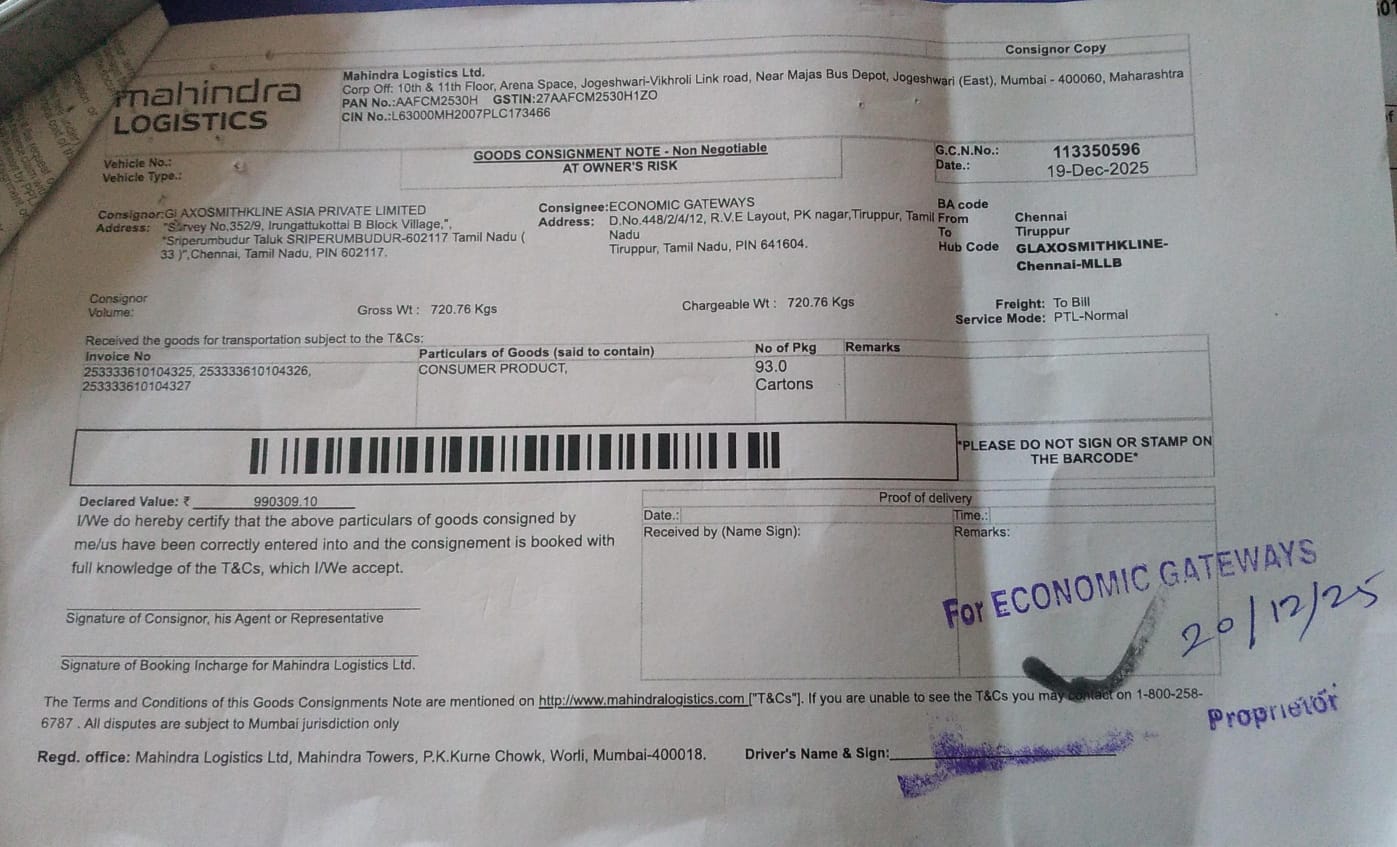 Consignor Copy
mahindra
LOGISTICS
Mahindra Logistics Ltd.
Corp Off: 10th & 11th Floor, Arena Space, Jogeshwari-Vikhroli Link road, Near Majas Bus Depot, Jogeshwari (East), Mumbai - 400060, Maharashtra
PAN No.:AAFCM2530H GSTIN:27AAFCM2530H1ZO
CIN No.:L63000MH2007PLC173466
Vehicle No.:
Vehicle Type.:
GOODS CONSIGNMENT NOTE - Non Negotiable
AT OWNER'S RISK
G.C.N.No.: 113350596
Date.: 19-Dec-2025
Consignor:GLAXOSMITHKLINE ASIA PRIVATE LIMITED
Address: "Survey No.352/9, Irungattukottai B Block Village,",
"Sriperumbudur Taluk SRIPERUMBUDUR-602117 Tamil Nadu (
33 )",Chennai, Tamil Nadu, PIN 602117.
Consignee:ECONOMIC GATEWAYS
Address: D.No.448/2/4/12, R.V.E Layout, PK nagar,Tiruppur, Tamil
Nadu
Tiruppur, Tamil Nadu, PIN 641604.
BA code
From Chennai
To Tiruppur
Hub Code GLAXOSMITHKLINE-
Chennai-MLLB
Consignor
Volume:
Gross Wt : 720.76 Kgs
Chargeable Wt : 720.76 Kgs
Freight: To Bill
Service Mode: PTL-Normal
Received the goods for transportation subject to the T&Cs:
Invoice No Particulars of Goods (said to contain) No of Pkg Remarks
253333610104325, 253333610104326, CONSUMER PRODUCT, 93.0
253333610104327 Cartons
*PLEASE DO NOT SIGN OR STAMP ON
THE BARCODE*
Declared Value: ₹ 990309.10
I/We do hereby certify that the above particulars of goods consigned by
me/us have been correctly entered into and the consignement is booked with
full knowledge of the T&Cs, which I/We accept.
Signature of Consignor, his Agent or Representative
Signature of Booking Incharge for Mahindra Logistics Ltd.
Proof of delivery
Date.: Time.:
Received by (Name Sign): Remarks:
For ECONOMIC GATEWAYS
20/12/25
Proprietor
The Terms and Conditions of this Goods Consignments Note are mentioned on http://www.mahindralogistics.com ["T&Cs"]. If you are unable to see the T&Cs you may contact on 1-800-258-
6787 . All disputes are subject to Mumbai jurisdiction only
Regd. office: Mahindra Logistics Ltd, Mahindra Towers, P.K.Kurne Chowk, Worli, Mumbai-400018.
Driver's Name & Sign: